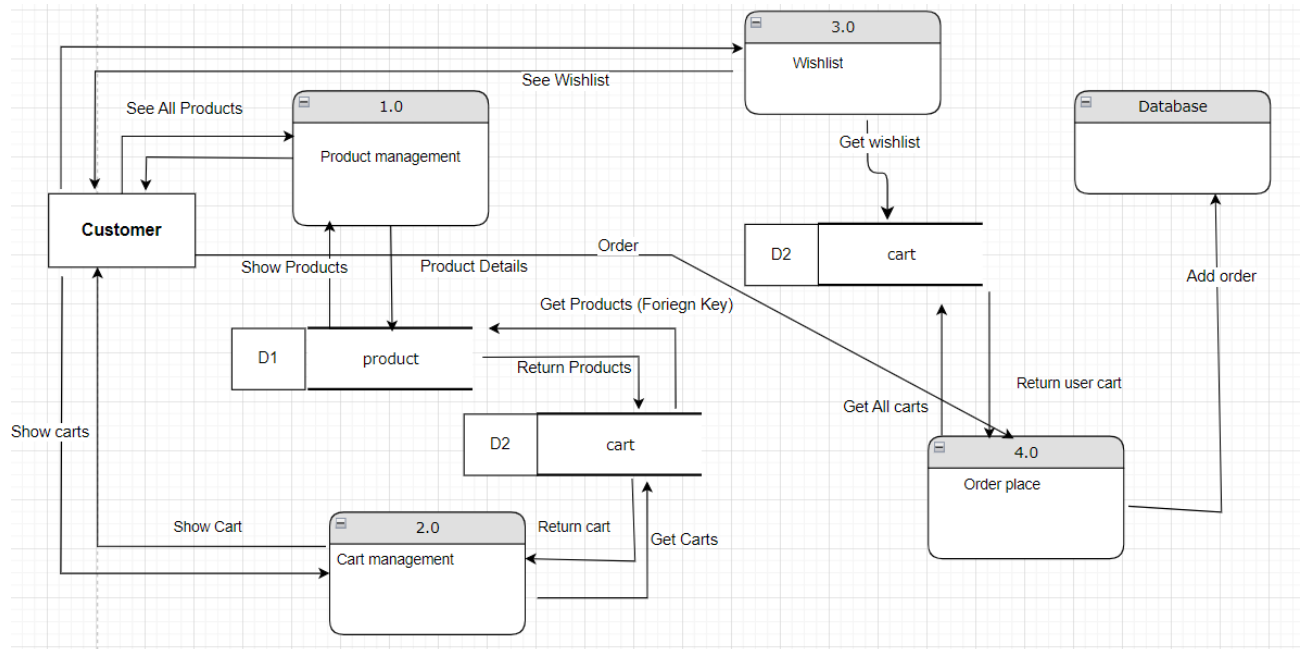 3.0
Wishlist
See Wishlist
See All Products
1.0
Product management
Database
Get wishlist
Customer
Order
D2
cart
Show Products
Product Details
Add order
Get Products (Foriegn Key)
D1
product
Return Products
Return user cart
Get All carts
Show carts
D2
cart
4.0
Order place
Show Cart
2.0
Return cart
Get Carts
Cart management